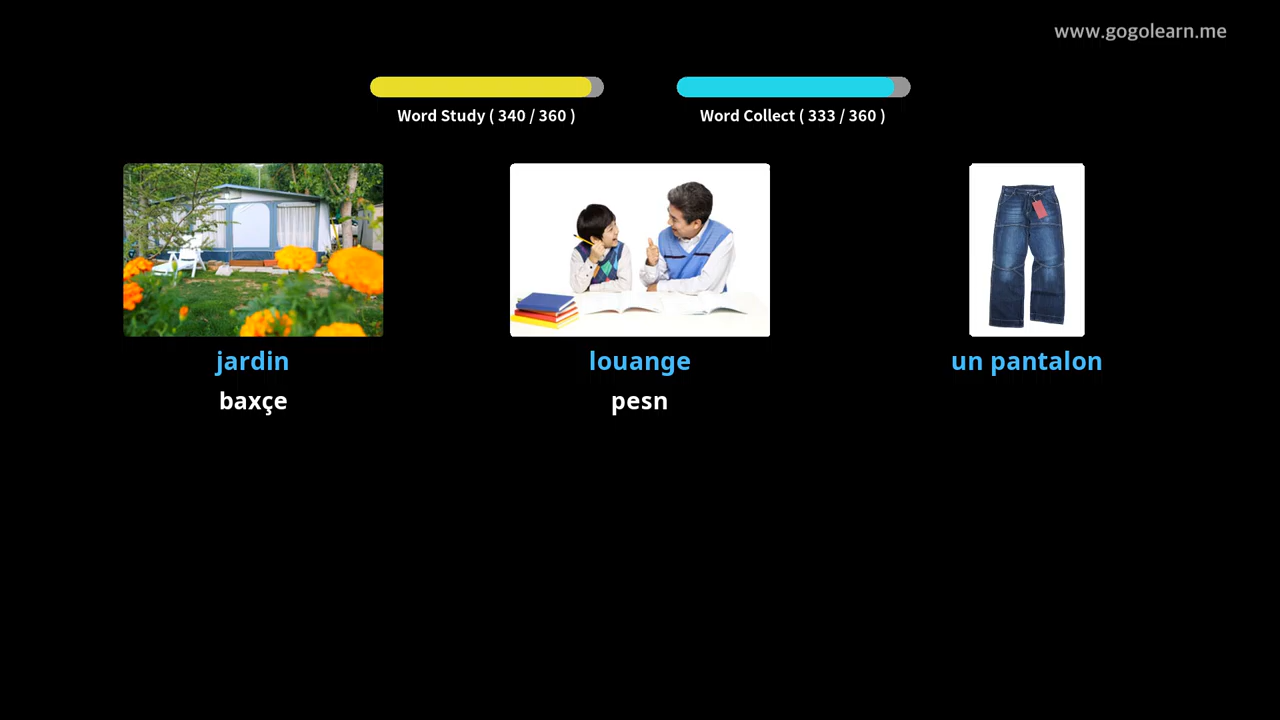 www.gogolearn.me
Word Study ( 340 / 360 )
Word Collect ( 333 / 360 )
jardin
louange
un pantalon
baxçe
pesn